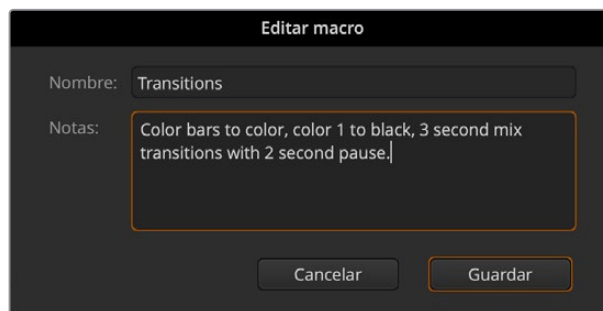 Editar macro
Nombre: Transitions
Notas: Color bars to color, color 1 to black, 3 second mix
transitions with 2 second pause.
Cancelar Guardar